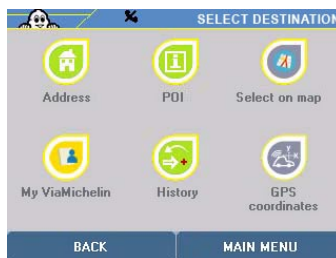 SELECT DESTINATION
Address POI Select on map
My ViaMichelin History GPS
coordinates
BACK MAIN MENU